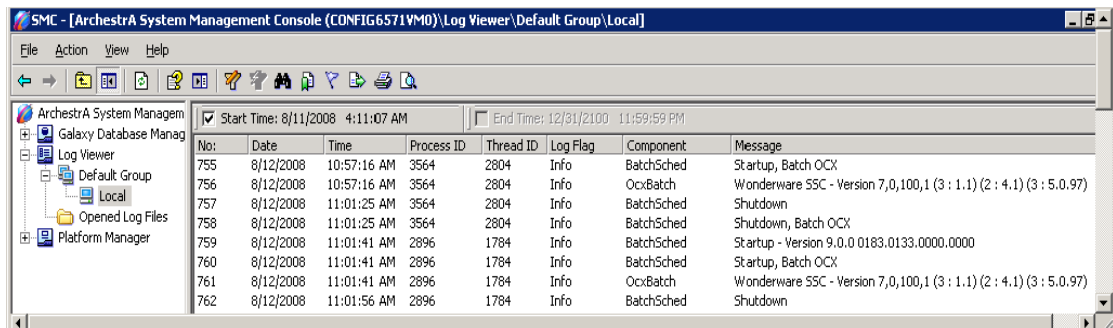 SMC - [ArchestrA System Management Console (CONFIG6571VM0)\Log Viewer\Default Group\Local]
File Action View Help
ArchestrA System Managem
Galaxy Database Manag
Log Viewer
Default Group
Local
Opened Log Files
Platform Manager
Start Time: 8/11/2008 4:11:07 AM End Time: 12/31/2100 11:59:59 PM
No: Date Time Process ID Thread ID Log Flag Component Message
755 8/12/2008 10:57:16 AM 3564 2804 Info BatchSched Startup, Batch OCX
756 8/12/2008 10:57:16 AM 3564 2804 Info OcxBatch Wonderware SSC - Version 7,0,100,1 (3 : 1.1) (2 : 4.1) (3 : 5.0.97)
757 8/12/2008 11:01:25 AM 3564 2804 Info BatchSched Shutdown
758 8/12/2008 11:01:25 AM 3564 2804 Info BatchSched Shutdown, Batch OCX
759 8/12/2008 11:01:41 AM 2896 1784 Info BatchSched Startup - Version 9.0.0 0183.0133.0000.0000
760 8/12/2008 11:01:41 AM 2896 1784 Info BatchSched Startup, Batch OCX
761 8/12/2008 11:01:41 AM 2896 1784 Info OcxBatch Wonderware SSC - Version 7,0,100,1 (3 : 1.1) (2 : 4.1) (3 : 5.0.97)
762 8/12/2008 11:01:56 AM 2896 1784 Info BatchSched Shutdown